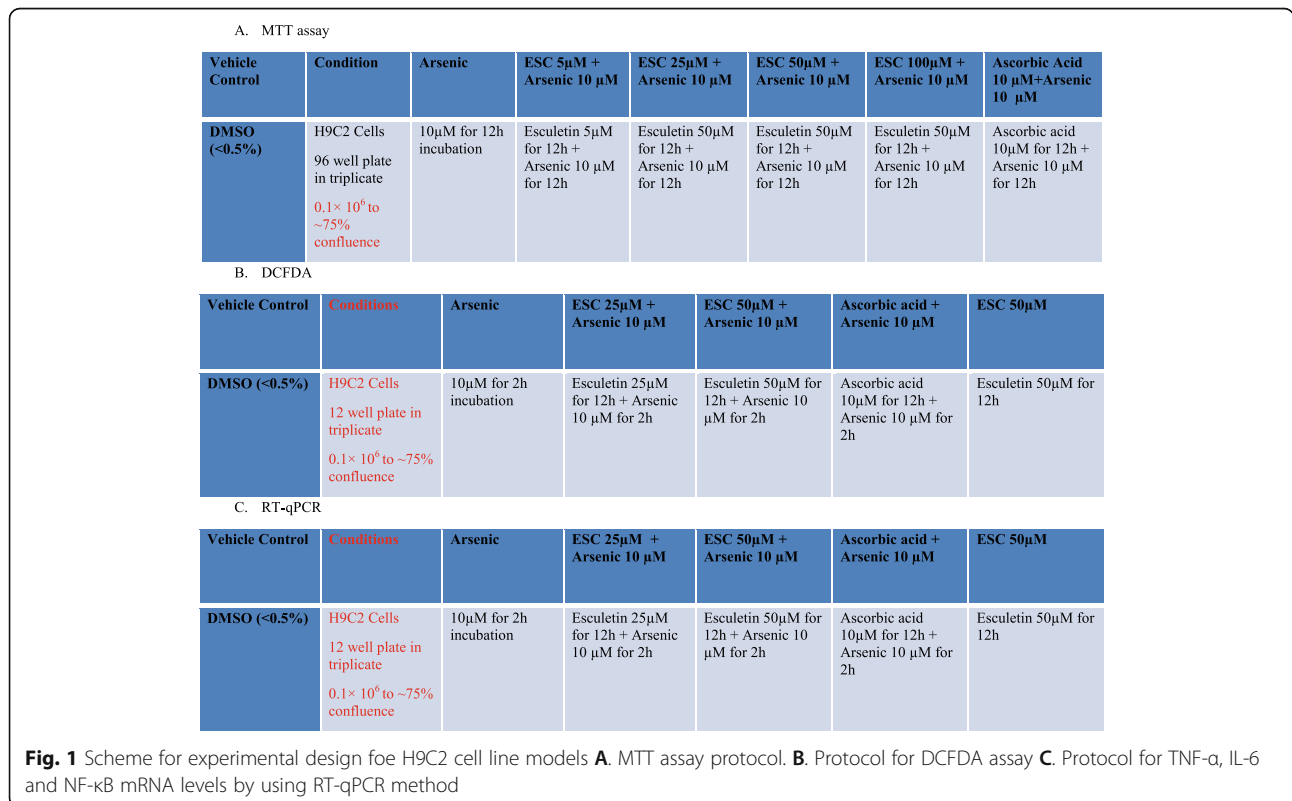 A. MTT assay
Vehicle Control
Condition
Arsenic
ESC 5µM + Arsenic 10 µM
ESC 25µM + Arsenic 10 µM
ESC 50µM + Arsenic 10 µM
ESC 100µM + Arsenic 10 µM
Ascorbic Acid 10 µM+Arsenic 10 µM
DMSO (<0.5%)
H9C2 Cells
96 well plate in triplicate
0.1× 10⁶ to ~75% confluence
10µM for 12h incubation
Esculetin 5µM for 12h + Arsenic 10 µM for 12h
Esculetin 50µM for 12h + Arsenic 10 µM for 12h
Esculetin 50µM for 12h + Arsenic 10 µM for 12h
Esculetin 50µM for 12h + Arsenic 10 µM for 12h
Ascorbic acid 10µM for 12h + Arsenic 10 µM for 12h
B. DCFDA
Vehicle Control
Conditions
Arsenic
ESC 25µM + Arsenic 10 µM
ESC 50µM + Arsenic 10 µM
Ascorbic acid + Arsenic 10 µM
ESC 50µM
DMSO (<0.5%)
H9C2 Cells
12 well plate in triplicate
0.1× 10⁶ to ~75% confluence
10µM for 2h incubation
Esculetin 25µM for 12h + Arsenic 10 µM for 2h
Esculetin 50µM for 12h + Arsenic 10 µM for 2h
Ascorbic acid 10µM for 12h + Arsenic 10 µM for 2h
Esculetin 50µM for 12h
C. RT-qPCR
Vehicle Control
Conditions
Arsenic
ESC 25µM + Arsenic 10 µM
ESC 50µM + Arsenic 10 µM
Ascorbic acid + Arsenic 10 µM
ESC 50µM
DMSO (<0.5%)
H9C2 Cells
12 well plate in triplicate
0.1× 10⁶ to ~75% confluence
10µM for 2h incubation
Esculetin 25µM for 12h + Arsenic 10 µM for 2h
Esculetin 50µM for 12h + Arsenic 10 µM for 2h
Ascorbic acid 10µM for 12h + Arsenic 10 µM for 2h
Esculetin 50µM for 12h
Fig. 1 Scheme for experimental design foe H9C2 cell line models A. MTT assay protocol. B. Protocol for DCFDA assay C. Protocol for TNF-α, IL-6
and NF-κB mRNA levels by using RT-qPCR method